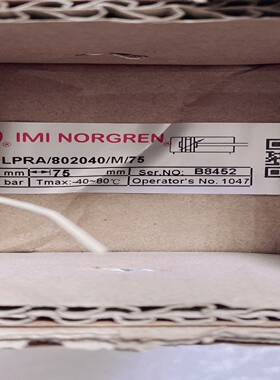 ® IMI NORGREN
LPRA/802040/M/75
mm 75 mm Ser.NO: B8452
bar Tmax: -40~80℃ Operator's No. 1047